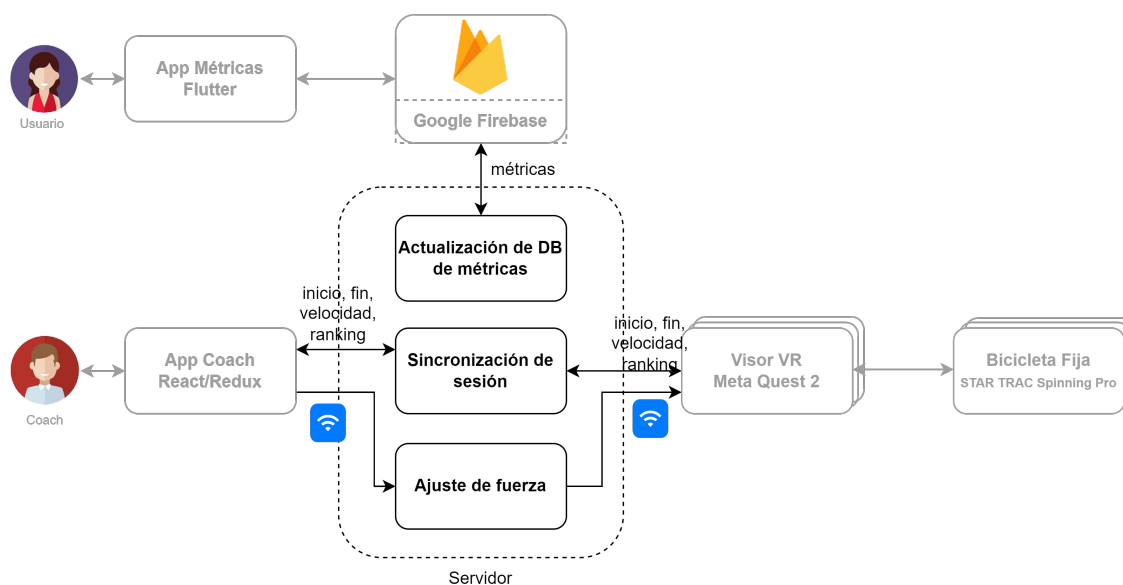 App Métricas
Flutter
Usuario
Google Firebase
métricas
Actualización de DB
de métricas
inicio, fin,
velocidad,
ranking
App Coach
React/Redux
Coach
Sincronización de
sesión
inicio, fin,
velocidad,
ranking
Visor VR
Meta Quest 2
Bicicleta Fija
STAR TRAC Spinning Pro
Ajuste de fuerza
Servidor